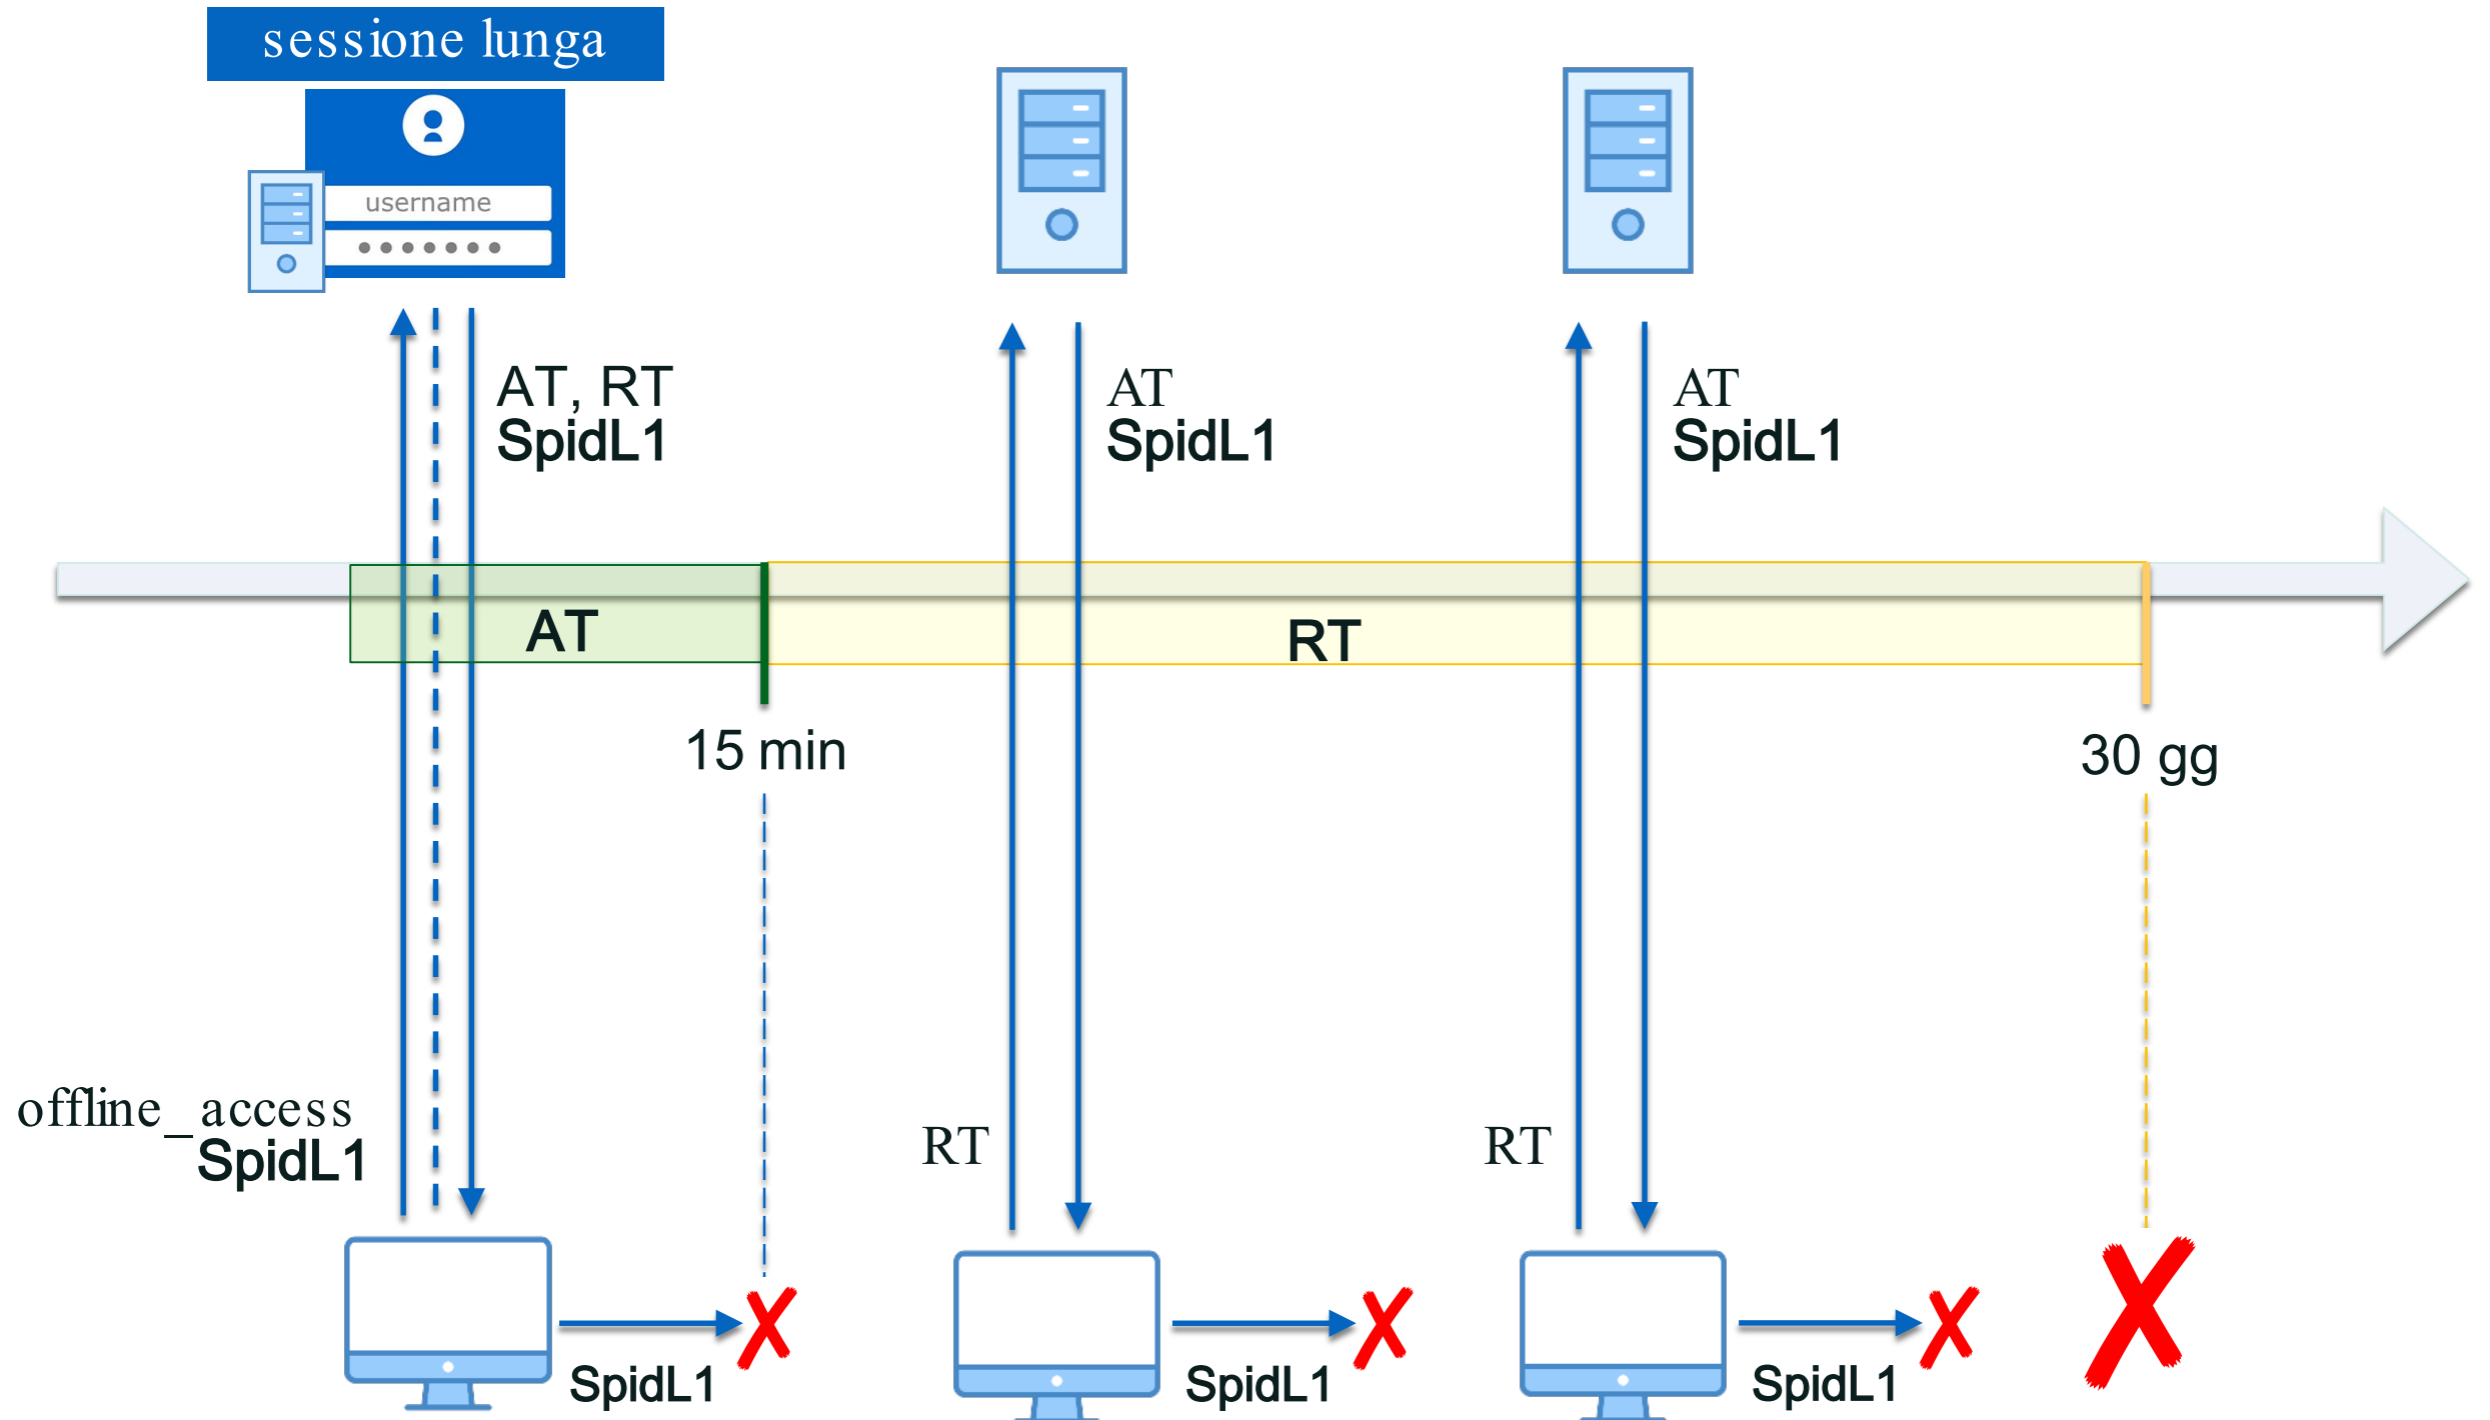 sessione lunga
username
AT, RT
SpidL1
AT
SpidL1
AT
SpidL1
AT
RT
15 min
30 gg
offline_access
SpidL1
RT
RT
SpidL1
SpidL1
SpidL1